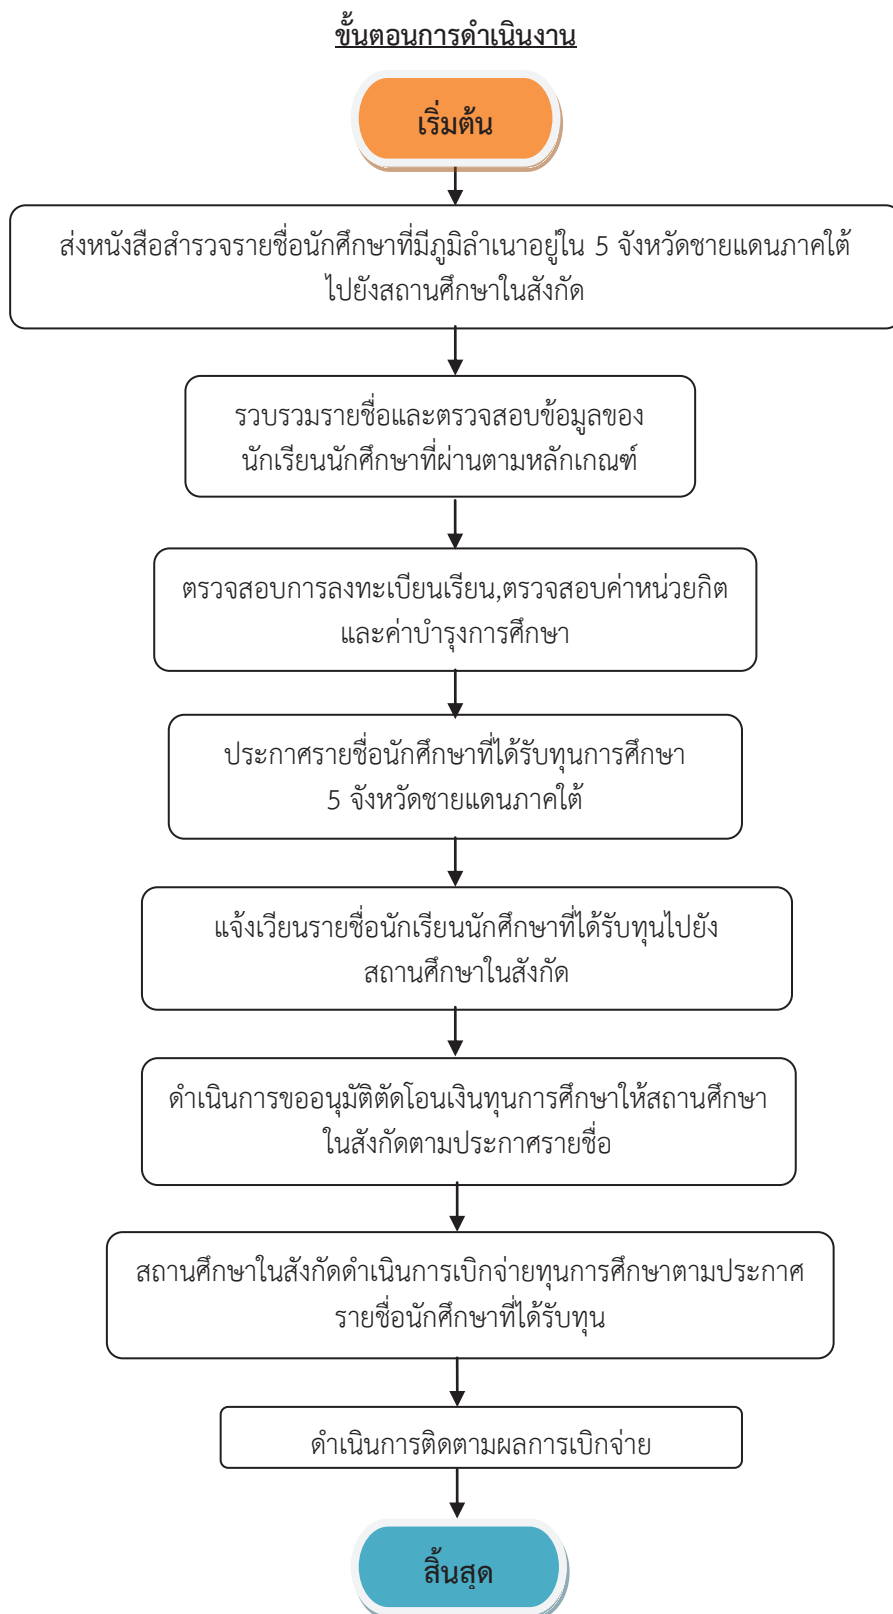 ขั้นตอนการดำเนินงาน
เริ่มต้น
ส่งหนังสือสำรวจรายชื่อนักศึกษาที่มีภูมิลำเนาอยู่ใน 5 จังหวัดชายแดนภาคใต้
ไปยังสถานศึกษาในสังกัด
รวบรวมรายชื่อและตรวจสอบข้อมูลของ
นักเรียนนักศึกษาที่ผ่านตามหลักเกณฑ์
ตรวจสอบการลงทะเบียนเรียน,ตรวจสอบค่าหน่วยกิต
และค่าบำรุงการศึกษา
ประกาศรายชื่อนักศึกษาที่ได้รับทุนการศึกษา
5 จังหวัดชายแดนภาคใต้
แจ้งเวียนรายชื่อนักเรียนนักศึกษาที่ได้รับทุนไปยัง
สถานศึกษาในสังกัด
ดำเนินการขออนุมัติตัดโอนเงินทุนการศึกษาให้สถานศึกษา
ในสังกัดตามประกาศรายชื่อ
สถานศึกษาในสังกัดดำเนินการเบิกจ่ายทุนการศึกษาตามประกาศ
รายชื่อนักศึกษาที่ได้รับทุน
ดำเนินการติดตามผลการเบิกจ่าย
สิ้นสุด